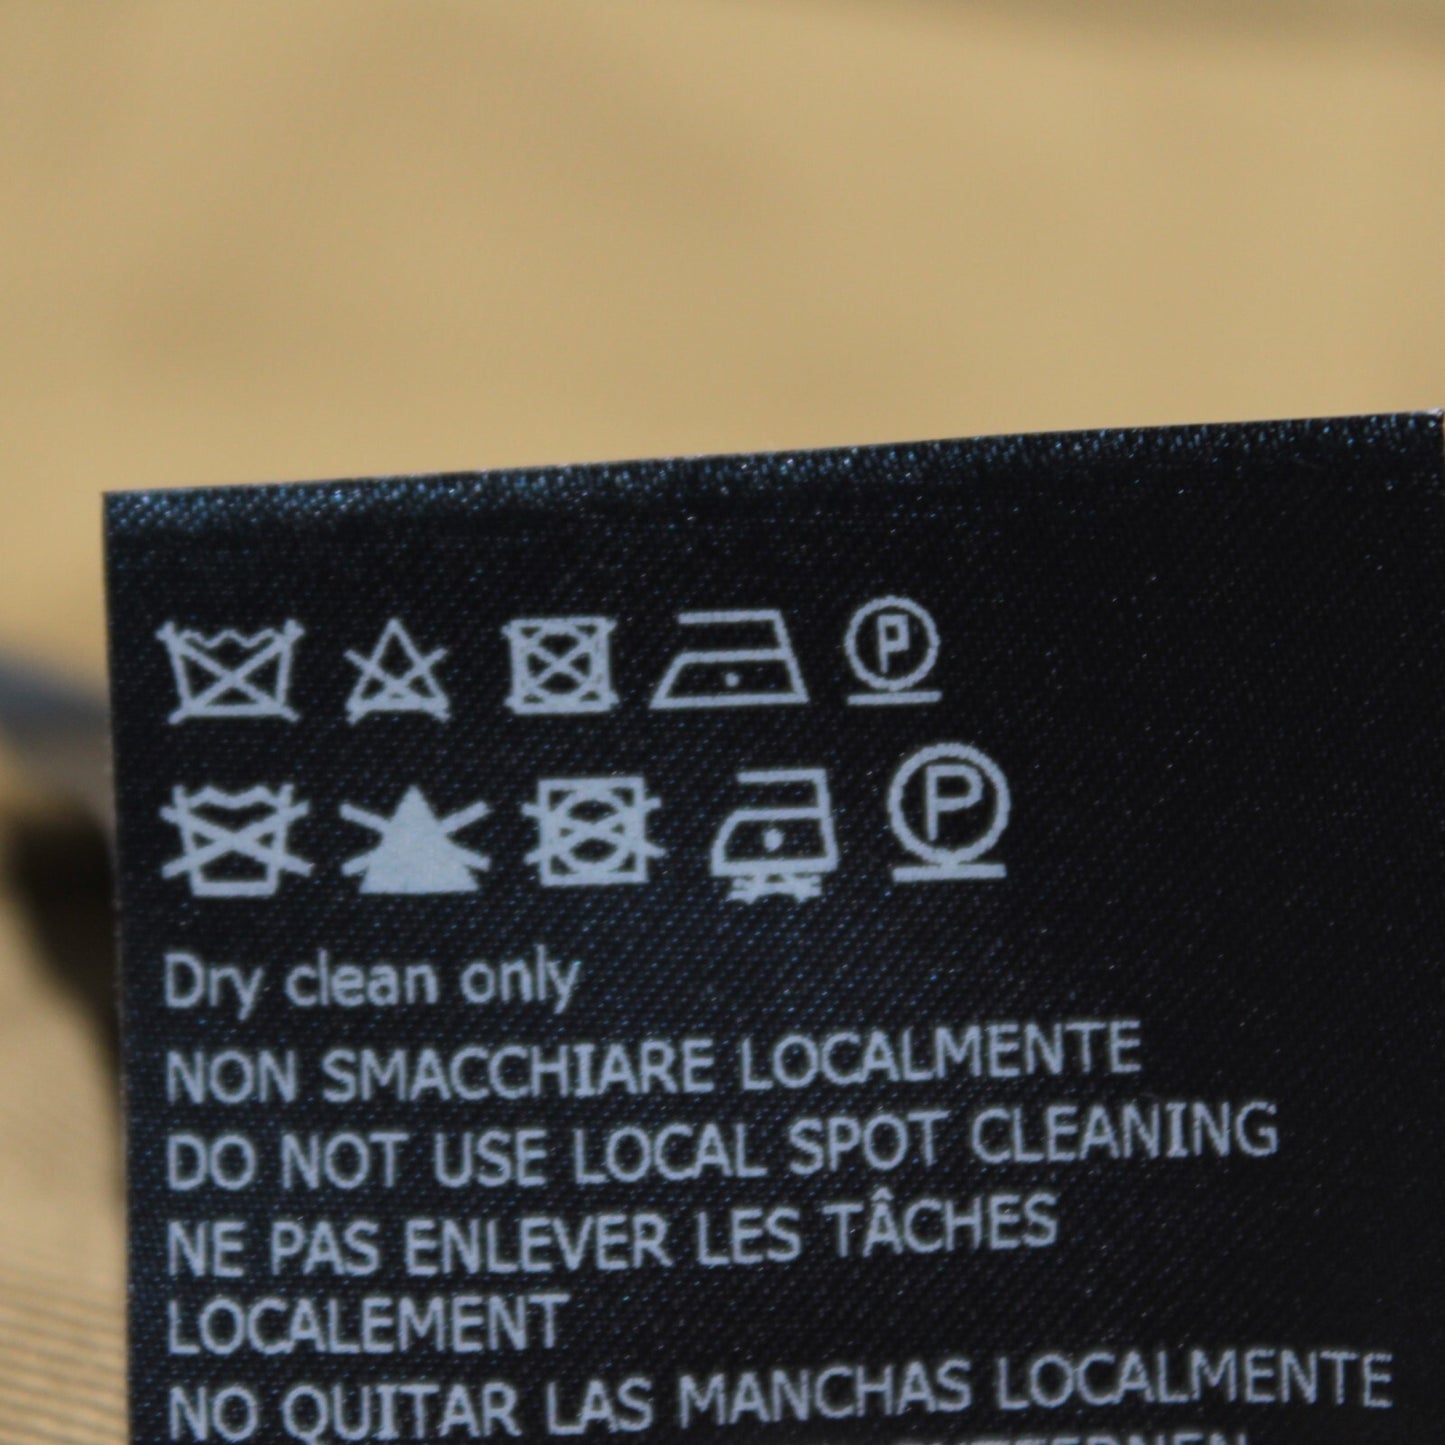 P
P
Dry clean only
NON SMACCHIARE LOCALMENTE
DO NOT USE LOCAL SPOT CLEANING
NE PAS ENLEVER LES TÂCHES
LOCALEMENT
NO QUITAR LAS MANCHAS LOCALMENTE